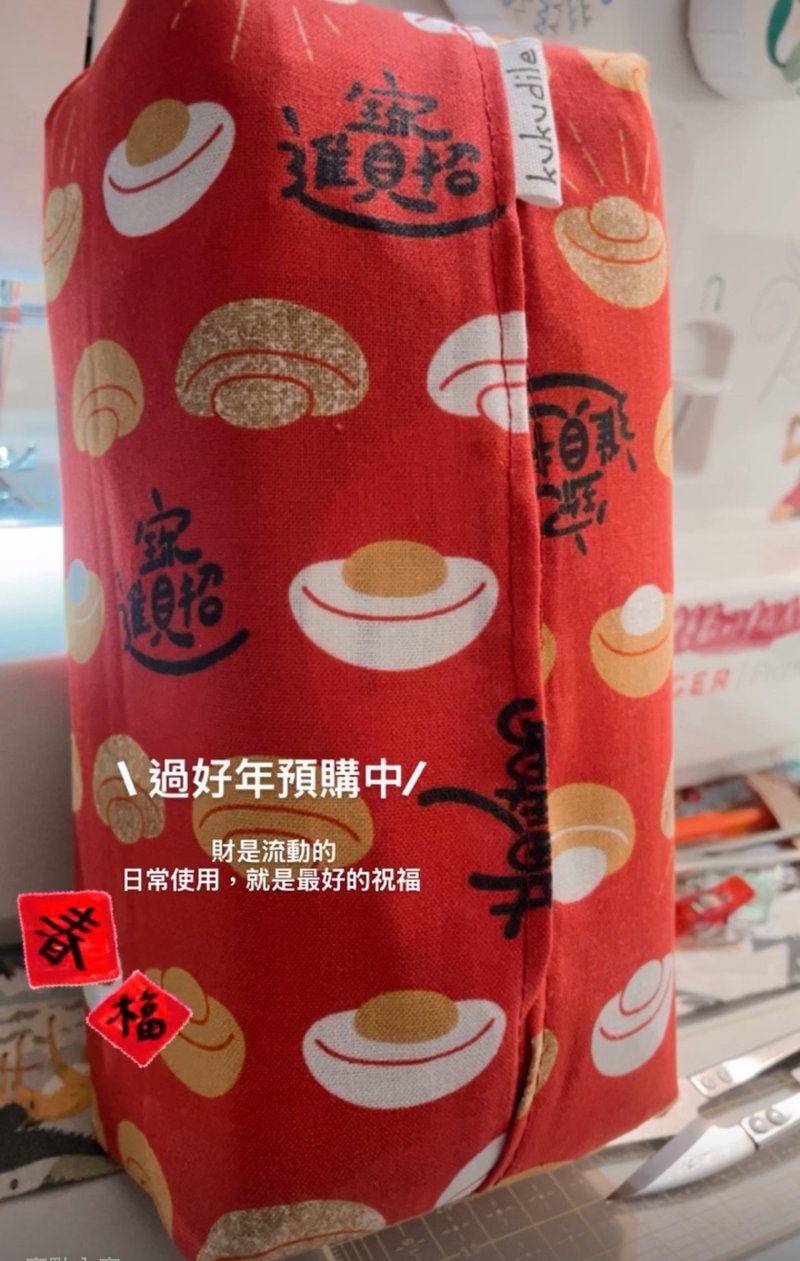 kukudile
招財進寶
招財進寶
\ 過好年預購中/
財是流動的
日常使用，就是最好的祝福
春
福